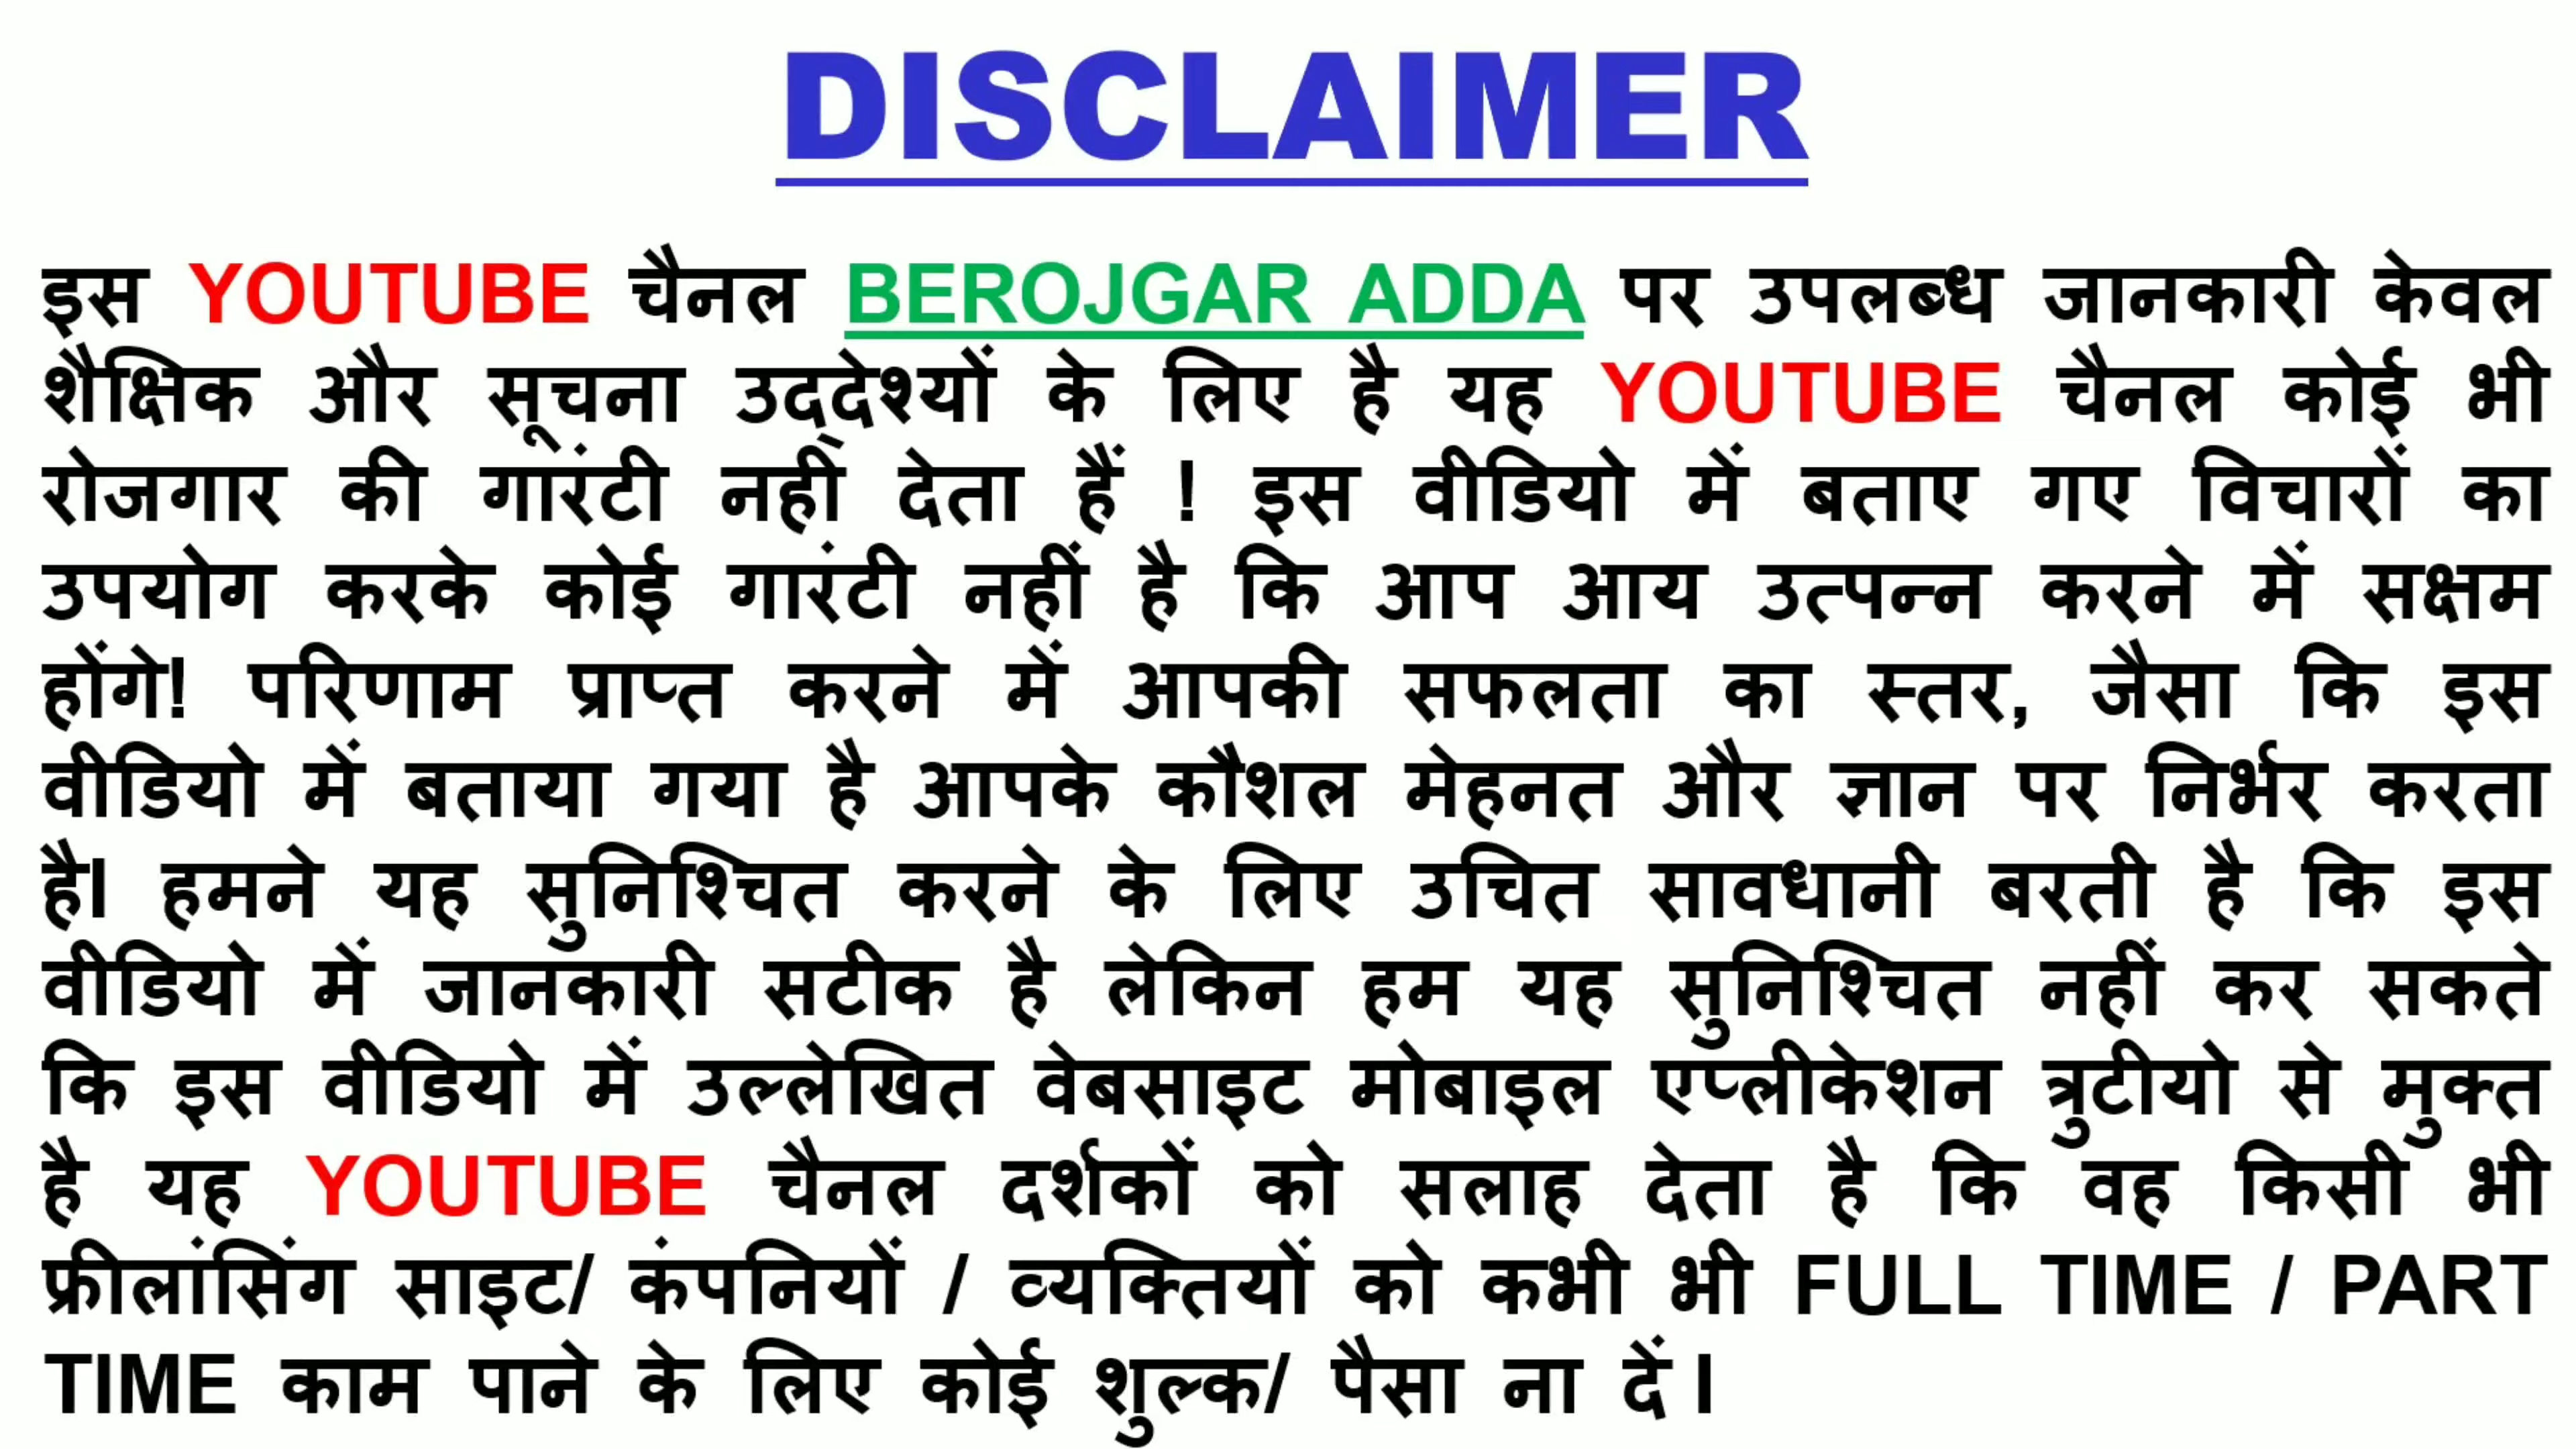 DISCLAIMER
इस YOUTUBE चैनल BEROJGAR ADDA पर उपलब्ध जानकारी केवल
शैक्षिक और सूचना उद्देश्यों के लिए है यह YOUTUBE चैनल कोई भी
रोजगार की गारंटी नहीं देता हैं ! इस वीडियो में बताए गए विचारों का
उपयोग करके कोई गारंटी नहीं है कि आप आय उत्पन्न करने में सक्षम
होंगे! परिणाम प्राप्त करने में आपकी सफलता का स्तर, जैसा कि इस
वीडियो में बताया गया है आपके कौशल मेहनत और ज्ञान पर निर्भर करता
है। हमने यह सुनिश्चित करने के लिए उचित सावधानी बरती है कि इस
वीडियो में जानकारी सटीक है लेकिन हम यह सुनिश्चित नहीं कर सकते
कि इस वीडियो में उल्लेखित वेबसाइट मोबाइल एप्लीकेशन त्रुटीयो से मुक्त
है यह YOUTUBE चैनल दर्शकों को सलाह देता है कि वह किसी भी
फ्रीलांसिंग साइट/ कंपनियों / व्यक्तियों को कभी भी FULL TIME / PART
TIME काम पाने के लिए कोई शुल्क/ पैसा ना दें ।